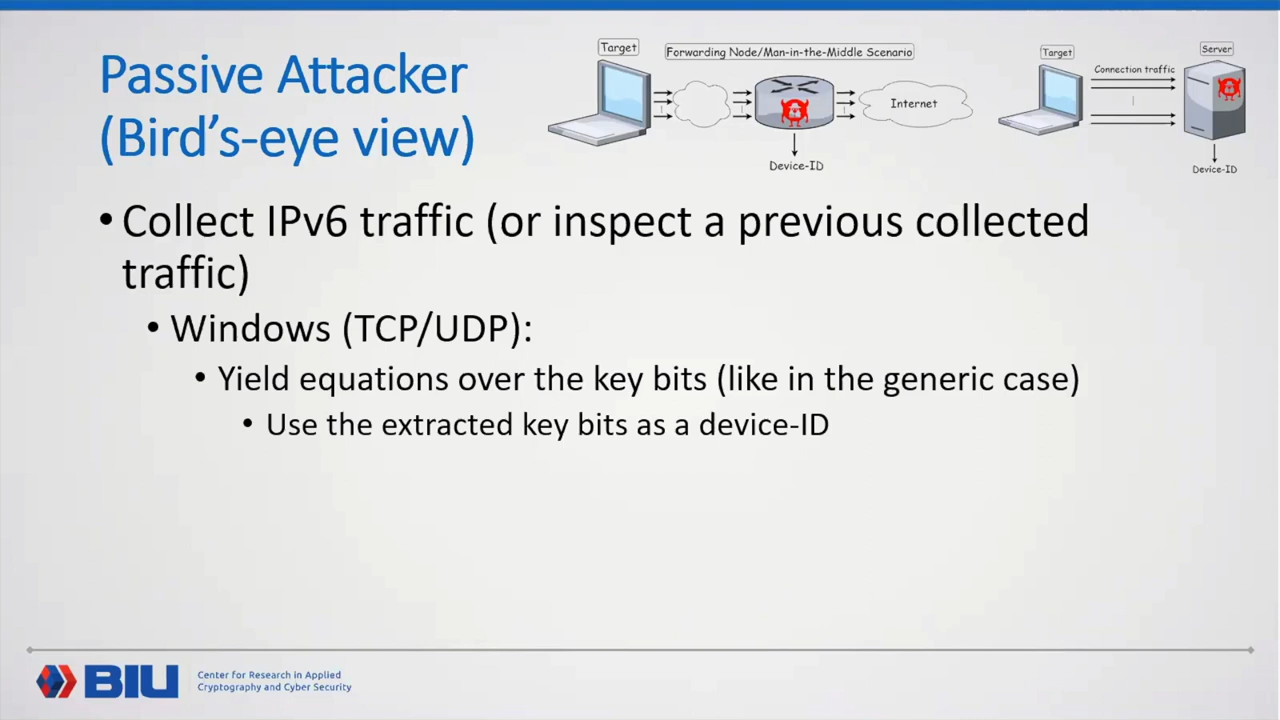 Passive Attacker
(Bird’s-eye view)
Target
Forwarding Node/Man-in-the-Middle Scenario
Internet
Device-ID
Target
Connection traffic
Server
Device-ID
• Collect IPv6 traffic (or inspect a previous collected
traffic)
• Windows (TCP/UDP):
• Yield equations over the key bits (like in the generic case)
• Use the extracted key bits as a device-ID
BIU
Center for Research in Applied
Cryptography and Cyber Security